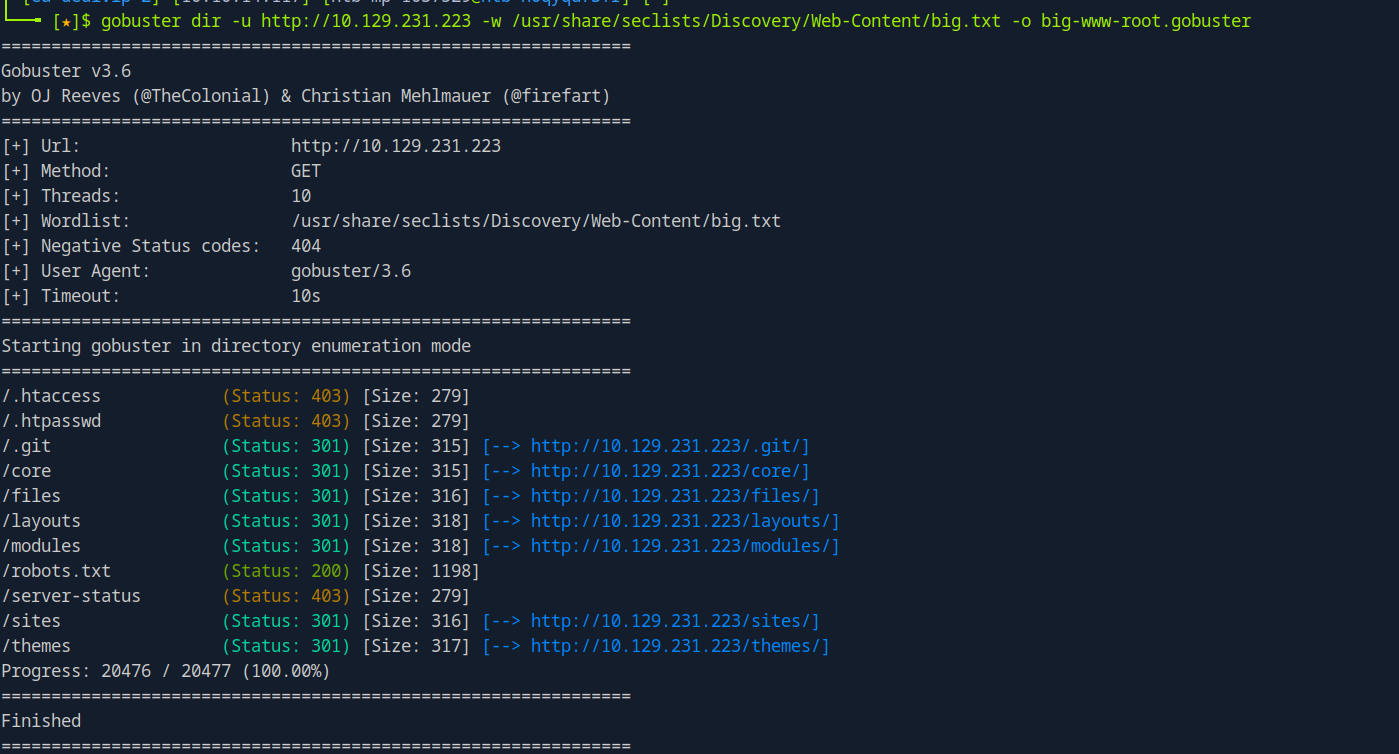 [★]$ gobuster dir -u http://10.129.231.223 -w /usr/share/seclists/Discovery/Web-Content/big.txt -o big-www-root.gobuster
===============================================================
Gobuster v3.6
by OJ Reeves (@TheColonial) & Christian Mehlmauer (@firefart)
===============================================================
[+] Url:                     http://10.129.231.223
[+] Method:                  GET
[+] Threads:                 10
[+] Wordlist:                /usr/share/seclists/Discovery/Web-Content/big.txt
[+] Negative Status codes:   404
[+] User Agent:              gobuster/3.6
[+] Timeout:                 10s
===============================================================
Starting gobuster in directory enumeration mode
===============================================================
/.htaccess            (Status: 403) [Size: 279]
/.htpasswd            (Status: 403) [Size: 279]
/.git                 (Status: 301) [Size: 315] [--> http://10.129.231.223/.git/]
/core                 (Status: 301) [Size: 315] [--> http://10.129.231.223/core/]
/files                (Status: 301) [Size: 316] [--> http://10.129.231.223/files/]
/layouts              (Status: 301) [Size: 318] [--> http://10.129.231.223/layouts/]
/modules              (Status: 301) [Size: 318] [--> http://10.129.231.223/modules/]
/robots.txt           (Status: 200) [Size: 1198]
/server-status        (Status: 403) [Size: 279]
/sites                (Status: 301) [Size: 316] [--> http://10.129.231.223/sites/]
/themes               (Status: 301) [Size: 317] [--> http://10.129.231.223/themes/]
Progress: 20476 / 20477 (100.00%)
===============================================================
Finished
===============================================================